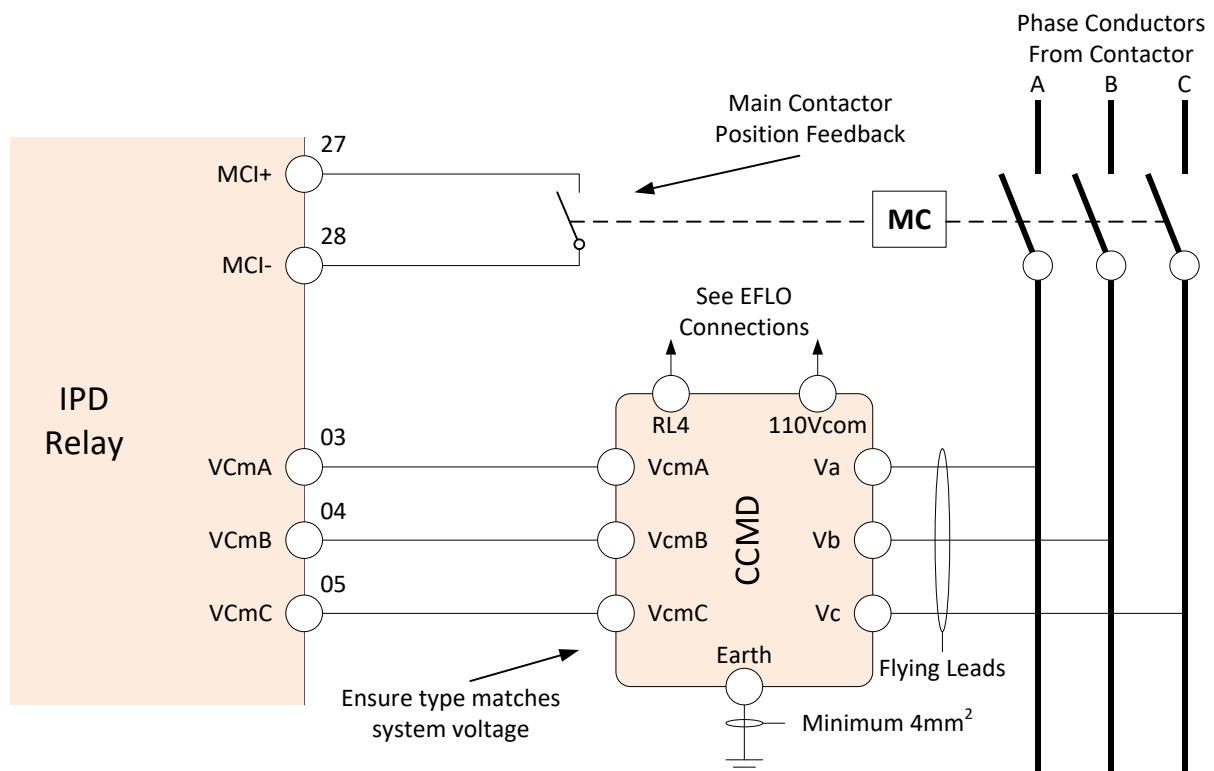 Phase Conductors
From Contactor
A B C
Main Contactor
Position Feedback
27
MCI+
MC
28
MCI-
See EFLO
Connections
IPD
Relay
RL4 110Vcom
03
VCmA VcmA Va
04
VCmB VcmB Vb
CCMD
05
VCmC VcmC Vc
Earth
Flying Leads
Ensure type matches
system voltage
Minimum 4mm²